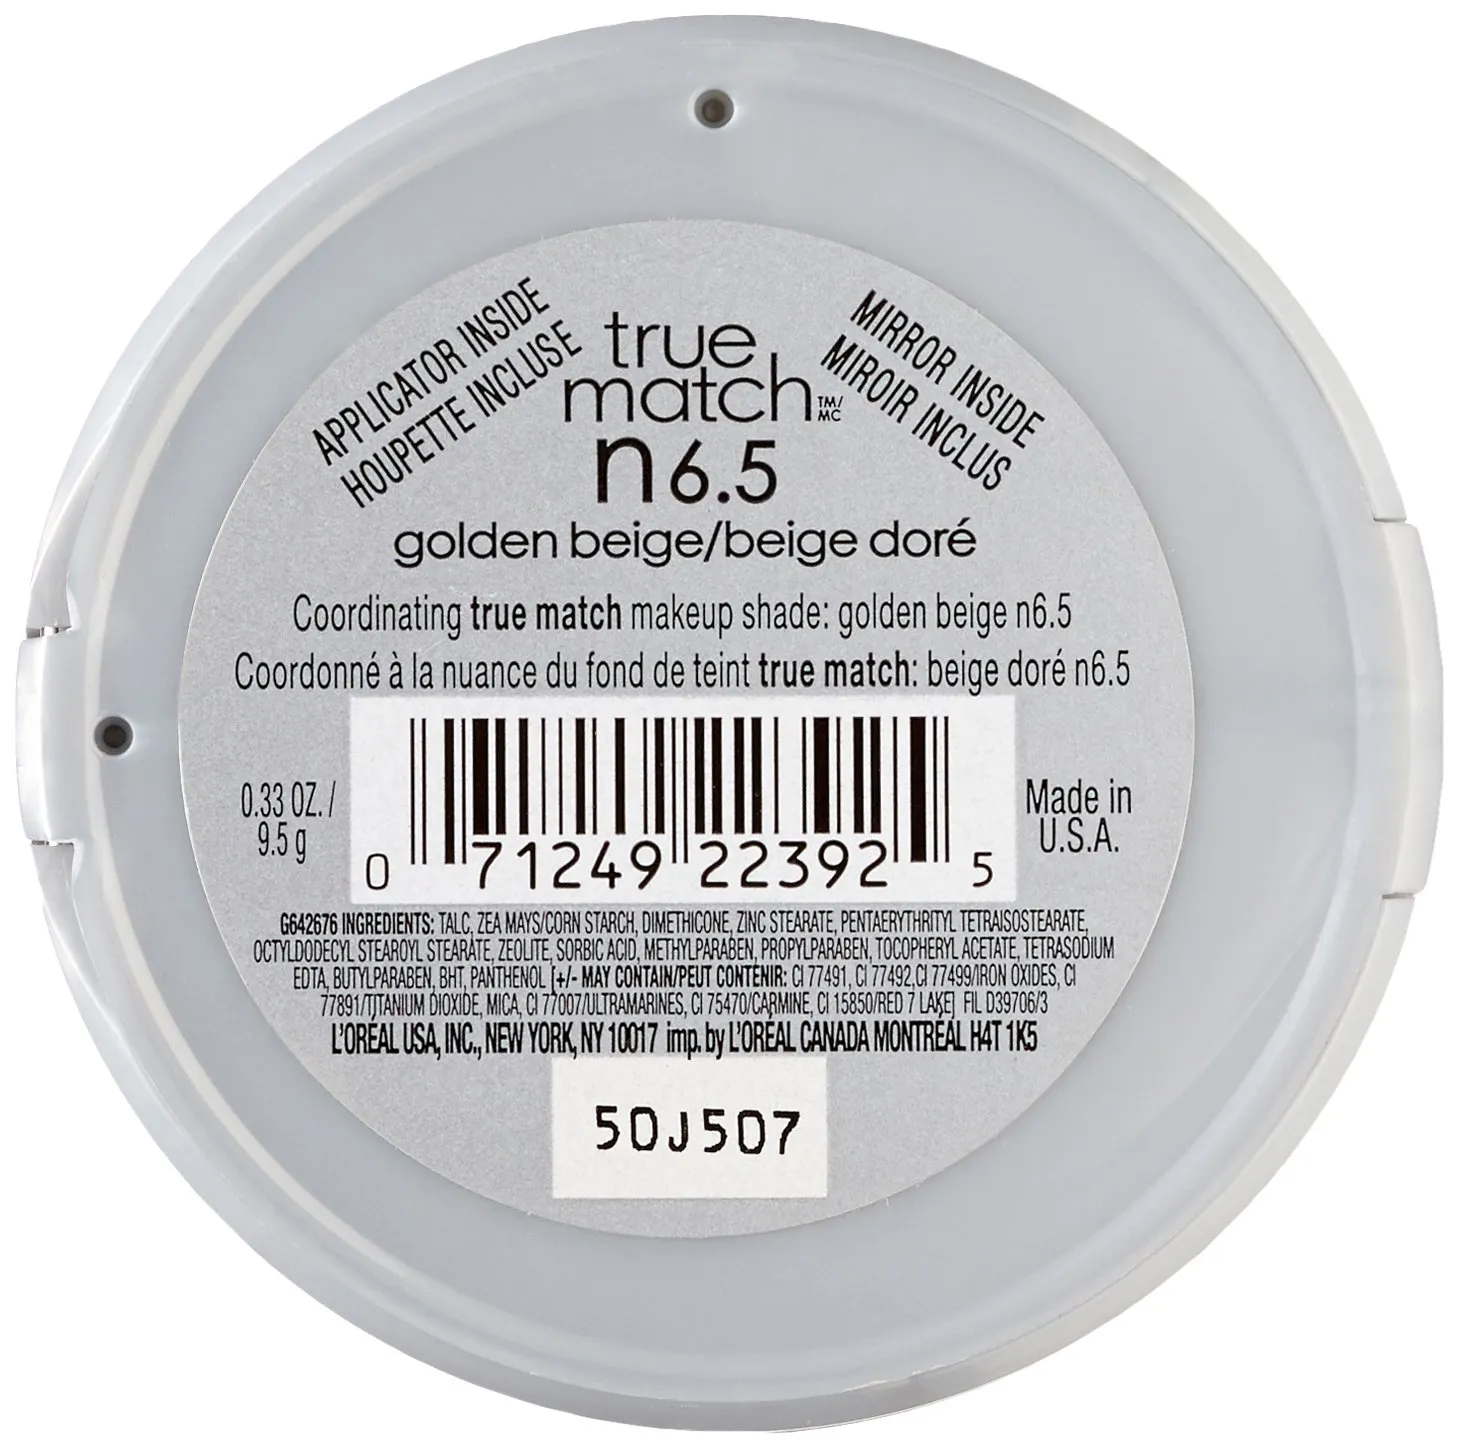 APPLICATOR INSIDE
HOUPETTE INCLUSE
true
match™/MC
MIRROR INSIDE
MIROIR INCLUS
n6.5
golden beige/beige doré
Coordinating true match makeup shade: golden beige n6.5
Coordonné à la nuance du fond de teint true match: beige doré n6.5
0.33 OZ. /
9.5 g
0 71249 22392 5
Made in
U.S.A.
G642676 INGREDIENTS: TALC, ZEA MAYS/CORN STARCH, DIMETHICONE, ZINC STEARATE, PENTAERYTHRITYL TETRAISOSTEARATE,
OCTYLDODECYL STEAROYL STEARATE, ZEOLITE, SORBIC ACID, METHYLPARABEN, PROPYLPARABEN, TOCOPHERYL ACETATE, TETRASODIUM
EDTA, BUTYLPARABEN, BHT, PANTHENOL [+/- MAY CONTAIN/PEUT CONTENIR: CI 77491, CI 77492,CI 77499/IRON OXIDES, CI
77891/TITANIUM DIOXIDE, MICA, CI 77007/ULTRAMARINES, CI 75470/CARMINE, CI 15850/RED 7 LAKE] FIL D39706/3
L'ORÉAL USA, INC., NEW YORK, NY 10017 imp. by L'ORÉAL CANADA MONTRÉAL H4T 1K5
50J507